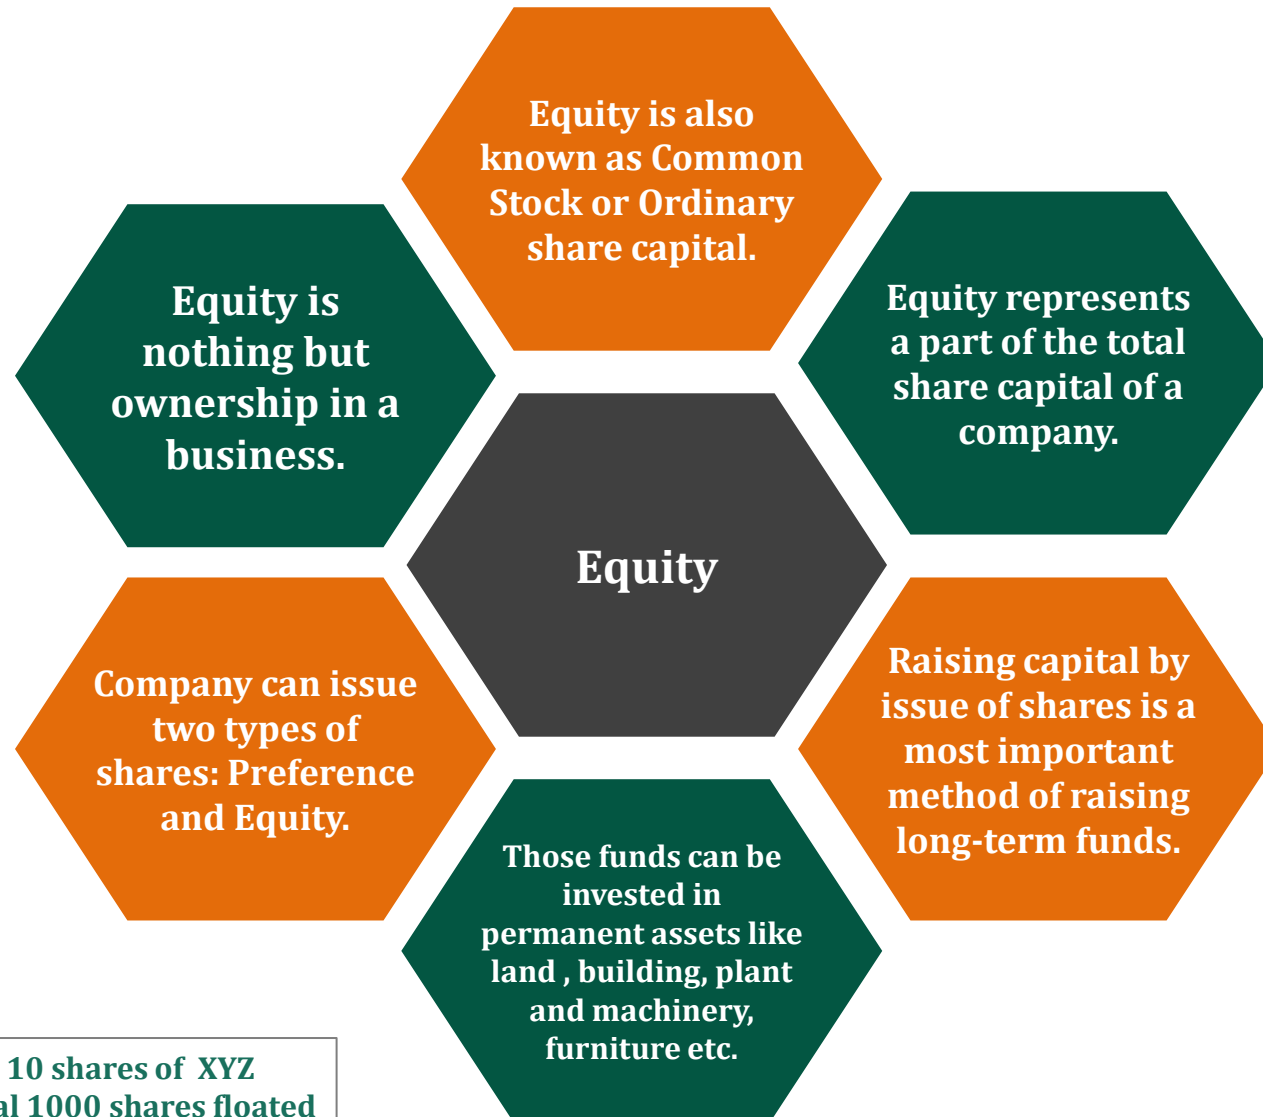 Equity is also
known as Common
Stock or Ordinary
share capital.
Equity is
nothing but
ownership in a
business.
Equity represents
a part of the total
share capital of a
company.
Equity
Company can issue
two types of
shares: Preference
and Equity.
Raising capital by
issue of shares is a
most important
method of raising
long-term funds.
Those funds can be
invested in
permanent assets like
land , building, plant
and machinery,
furniture etc.
10 shares of XYZ
1000 shares floated